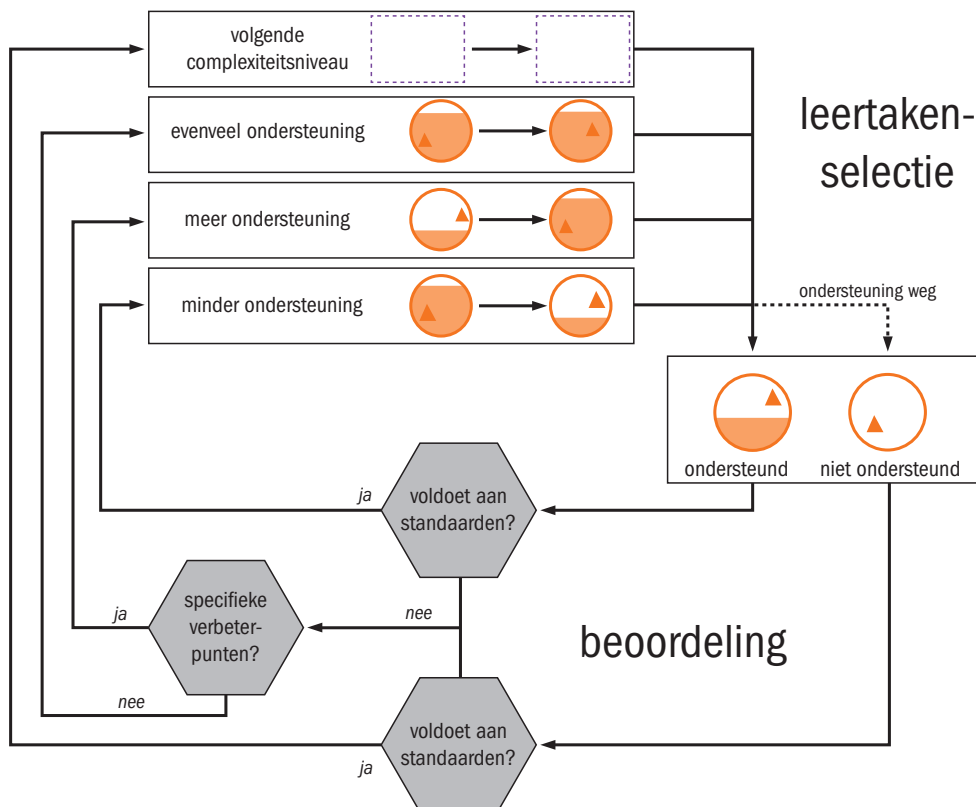 volgende
complexiteitsniveau
evenveel ondersteuning
meer ondersteuning
minder ondersteuning
leertaken-
selectie
ondersteuning weg
ondersteund
niet ondersteund
ja
voldoet aan
standaarden?
ja
specifieke
verbeter-
punten?
nee
nee
beoordeling
ja
voldoet aan
standaarden?